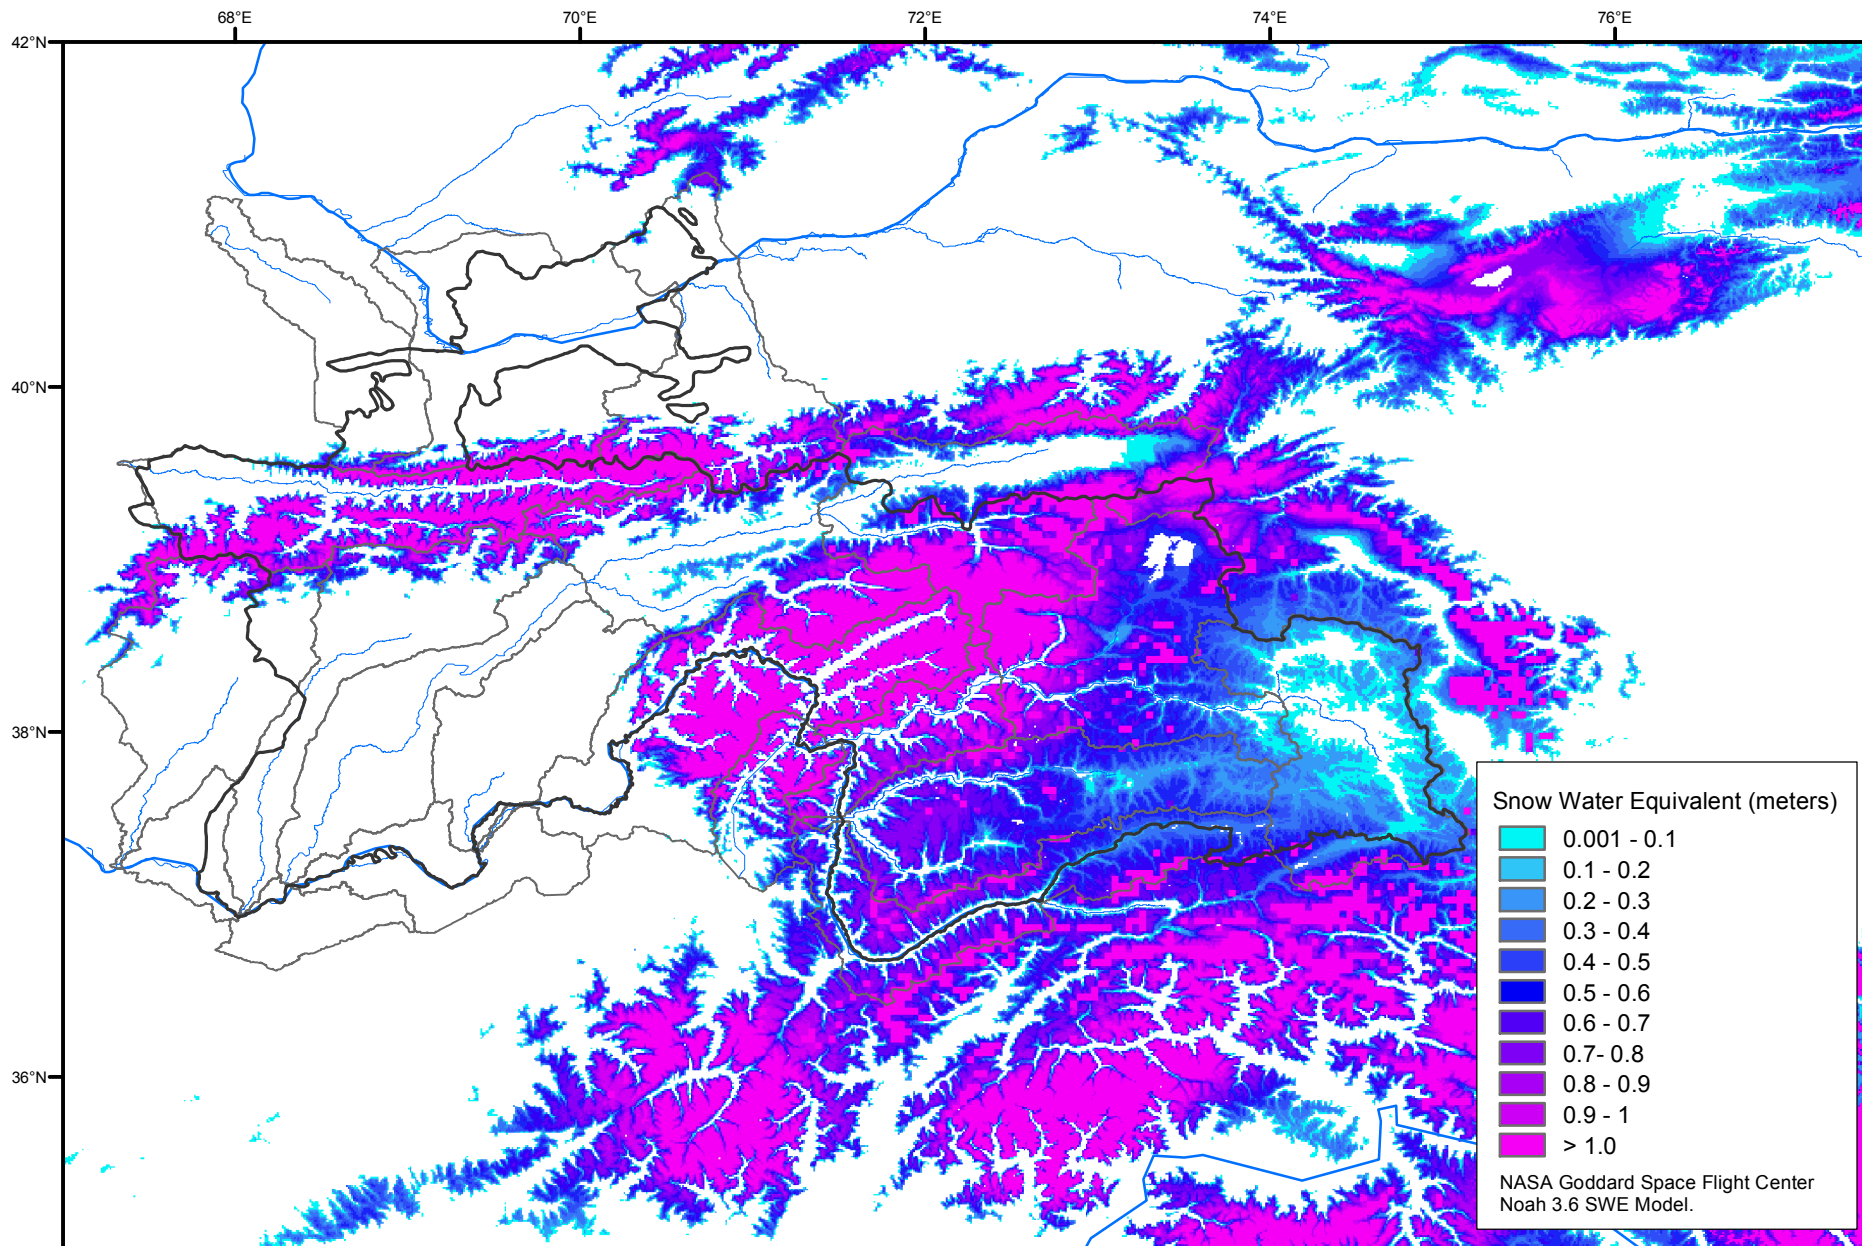 68°E
70°E
72°E
74°E
76°E
42°N
40°N
38°N
36°N
Snow Water Equivalent (meters)
0.001 - 0.1
0.1 - 0.2
0.2 - 0.3
0.3 - 0.4
0.4 - 0.5
0.5 - 0.6
0.6 - 0.7
0.7- 0.8
0.8 - 0.9
0.9 - 1
> 1.0
NASA Goddard Space Flight Center
Noah 3.6 SWE Model.